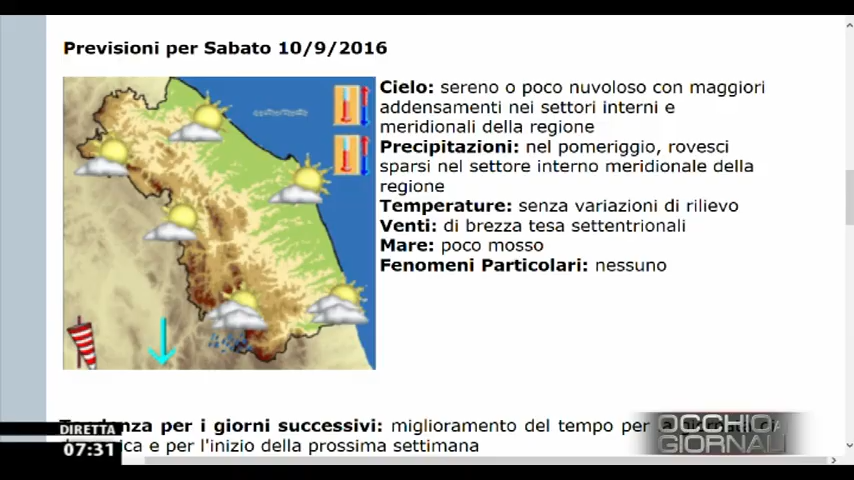 Previsioni per Sabato 10/9/2016
Cielo: sereno o poco nuvoloso con maggiori
addensamenti nei settori interni e
meridionali della regione
Precipitazioni: nel pomeriggio, rovesci
sparsi nel settore interno meridionale della
regione
Temperature: senza variazioni di rilievo
Venti: di brezza tesa settentrionali
Mare: poco mosso
Fenomeni Particolari: nessuno
per i giorni successivi: miglioramento del tempo per
e per l'inizio della prossima settimana
DIRETTA
07:31
OCCHIO AI
GIORNALI